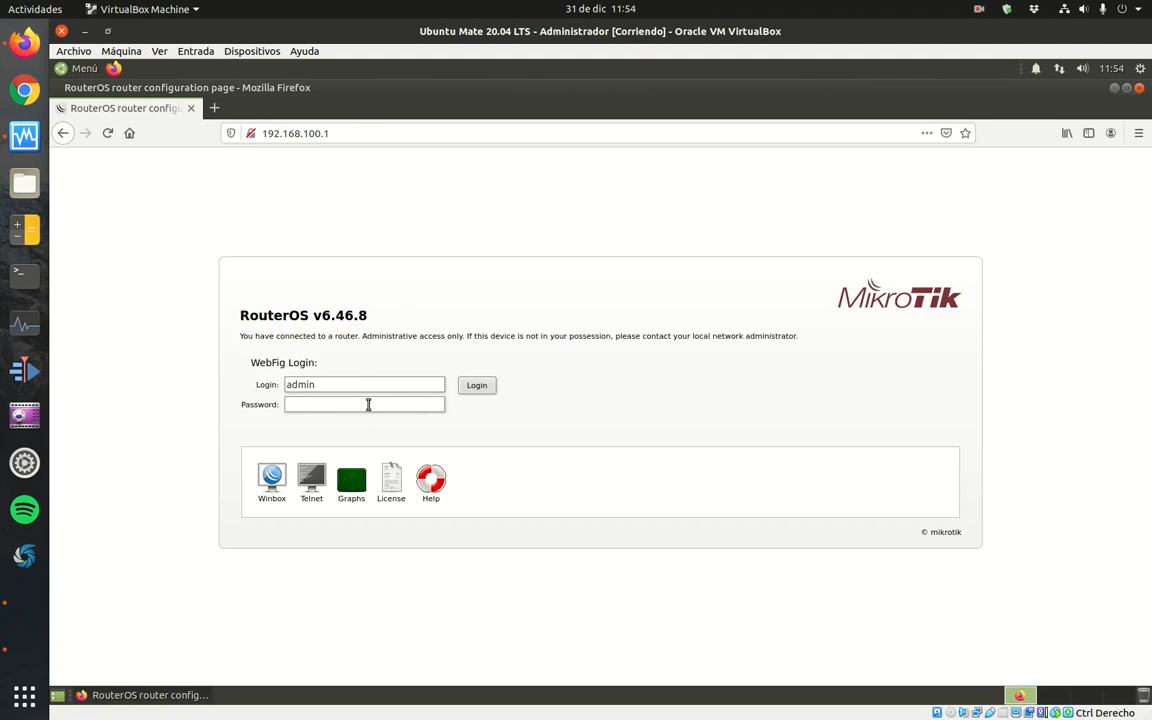 Actividades VirtualBox Machine 31 de dic 11:54
Ubuntu Mate 20.04 LTS - Administrador [Corriendo] - Oracle VM VirtualBox
Archivo Máquina Ver Entrada Dispositivos Ayuda
Menú 11:54
RouterOS router configuration page - Mozilla Firefox
RouterOS router configu
192.168.100.1
MikroTik
RouterOS v6.46.8
You have connected to a router. Administrative access only. If this device is not in your possession, please contact your local network administrator.
WebFig Login:
Login: admin Login
Password:
Winbox Telnet Graphs License Help
© mikrotik
RouterOS router config...
Ctrl Derecho